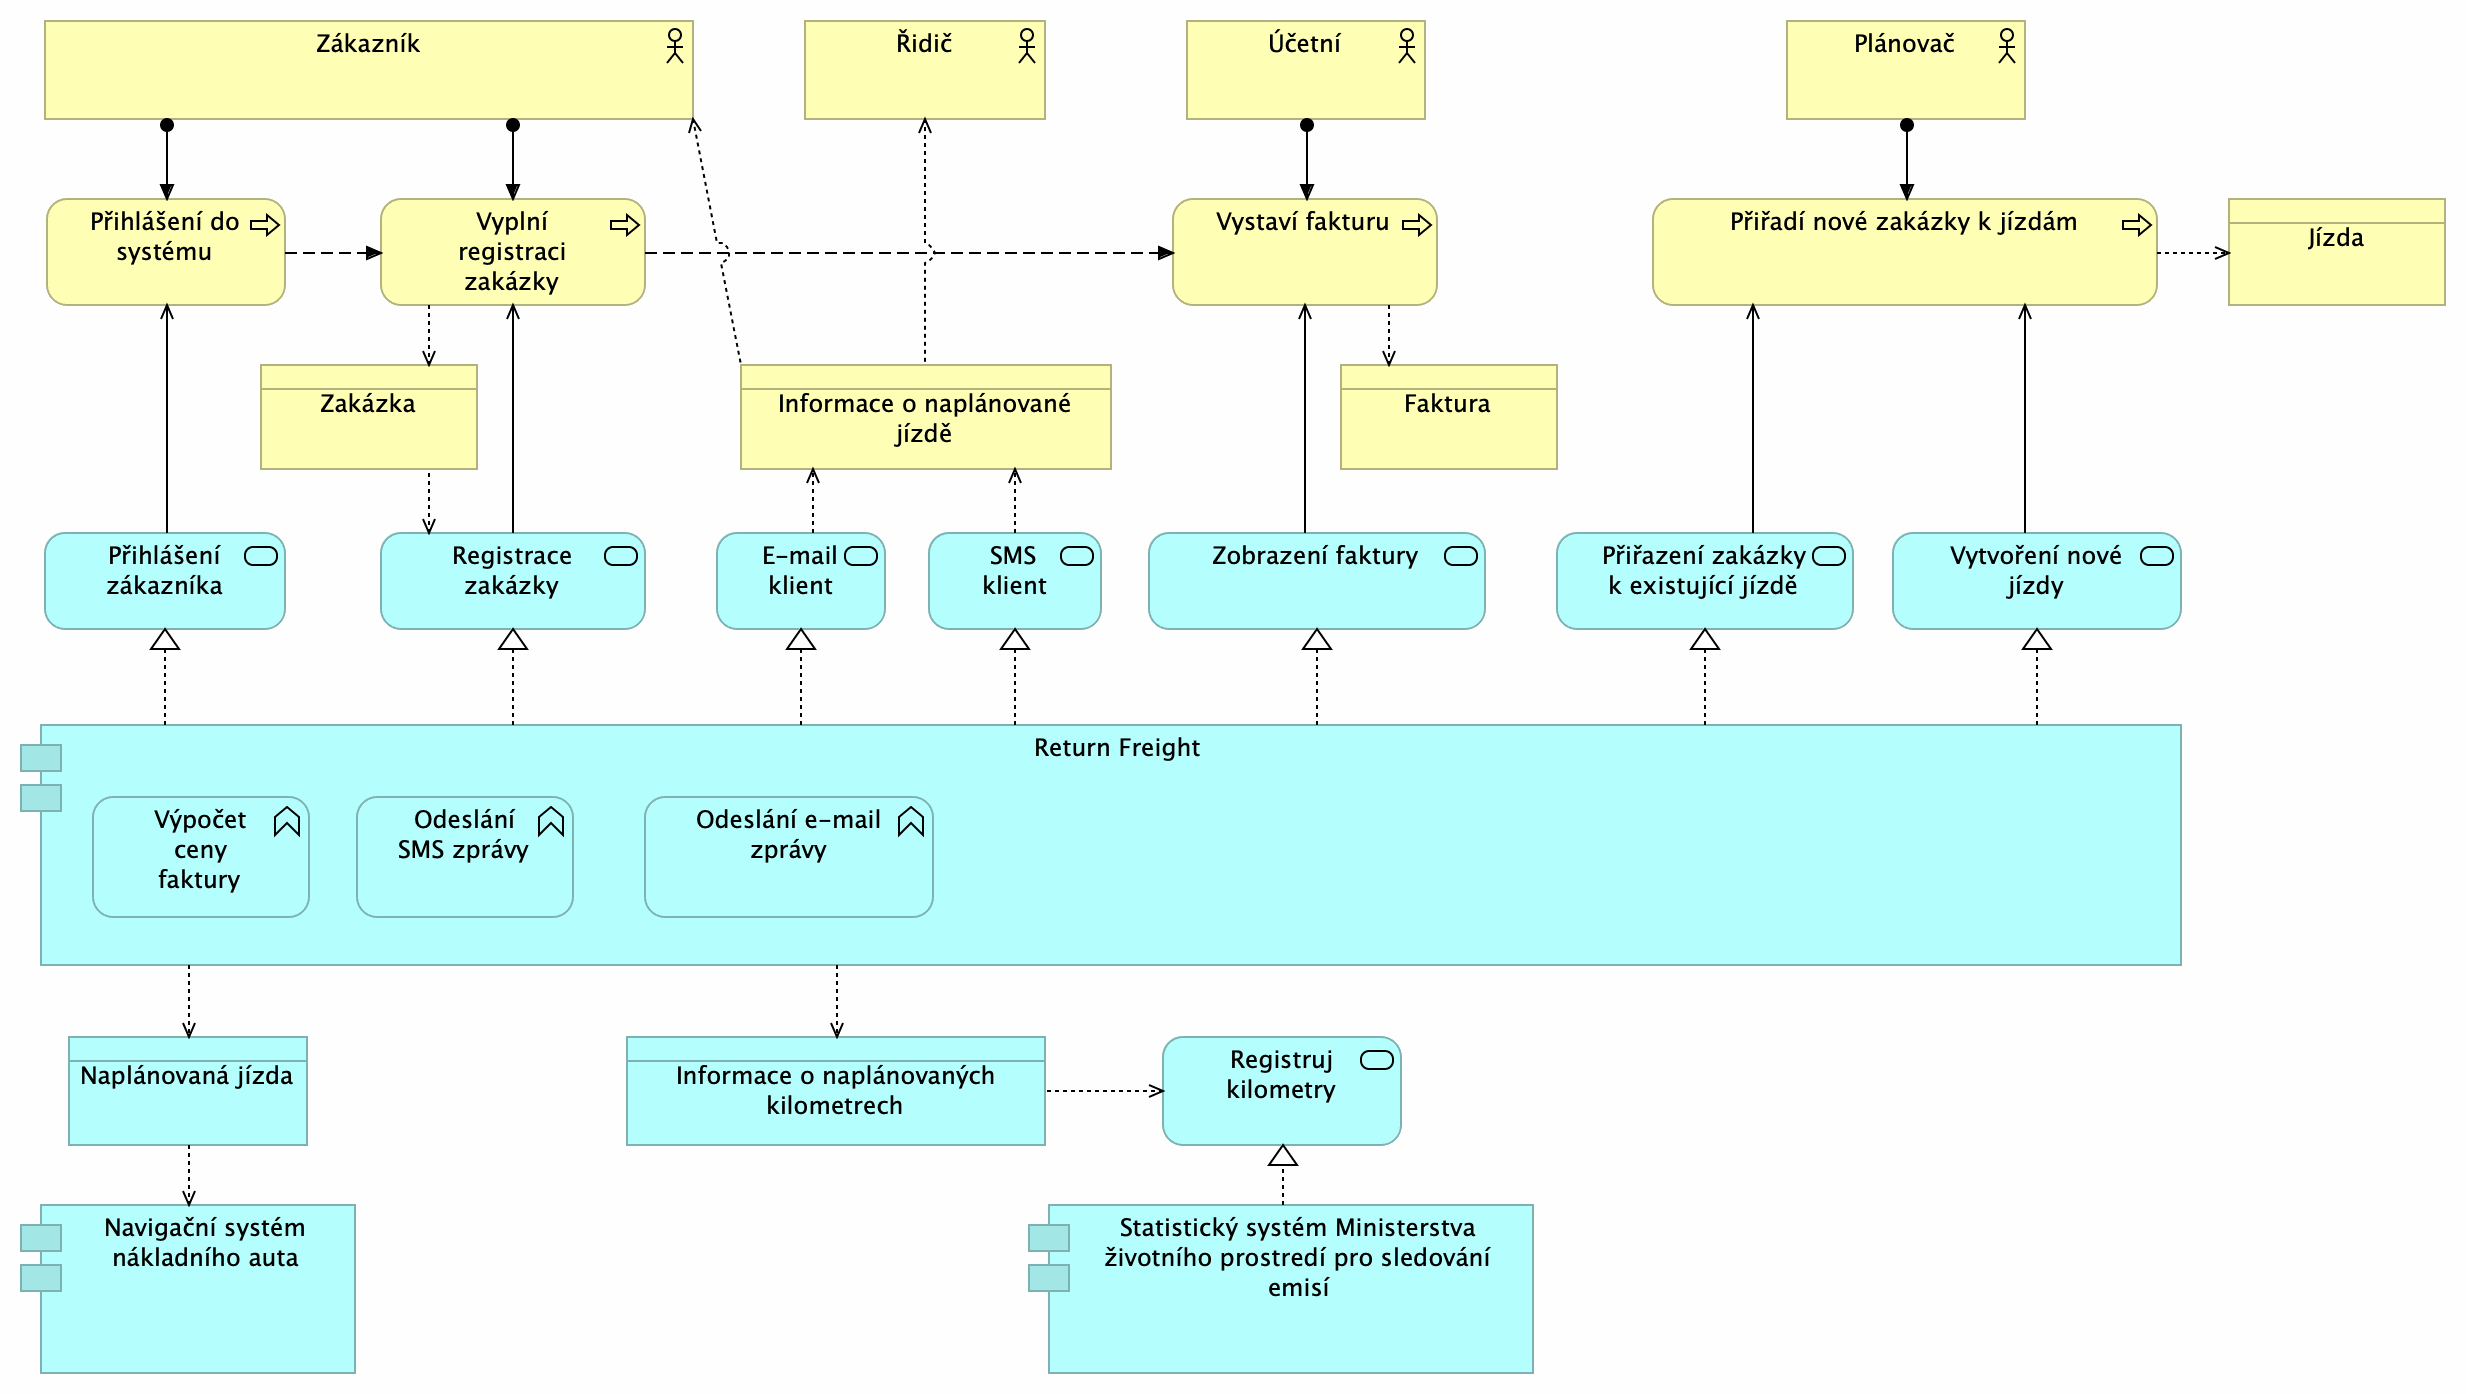 Zákazník
Řidič
Účetní
Plánovač
Přihlášení do
systému
Vyplní
registraci
zakázky
Vystaví fakturu
Přiřadí nové zakázky k jízdám
Jízda
Zakázka
Informace o naplánované
jízdě
Faktura
Přihlášení
zákazníka
Registrace
zakázky
E-mail
klient
SMS
klient
Zobrazení faktury
Přiřazení zakázky
k existující jízdě
Vytvoření nové
jízdy
Return Freight
Výpočet
ceny
faktury
Odeslání
SMS zprávy
Odeslání e-mail
zprávy
Naplánovaná jízda
Informace o naplánovaných
kilometrech
Registruj
kilometry
Navigační systém
nákladního auta
Statistický systém Ministerstva
životního prostredí pro sledování
emisí